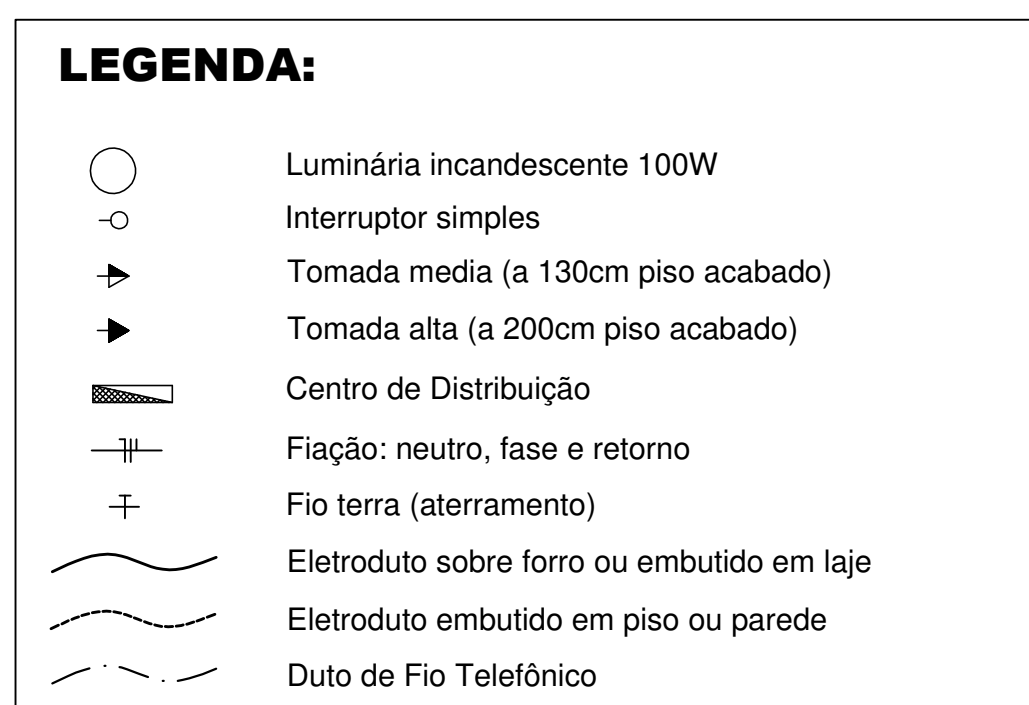 LEGENDA:
Luminária incandescente 100W
Interruptor simples
Tomada media (a 130cm piso acabado)
Tomada alta (a 200cm piso acabado)
Centro de Distribuição
Fiação: neutro, fase e retorno
Fio terra (aterramento)
Eletroduto sobre forro ou embutido em laje
Eletroduto embutido em piso ou parede
Duto de Fio Telefônico